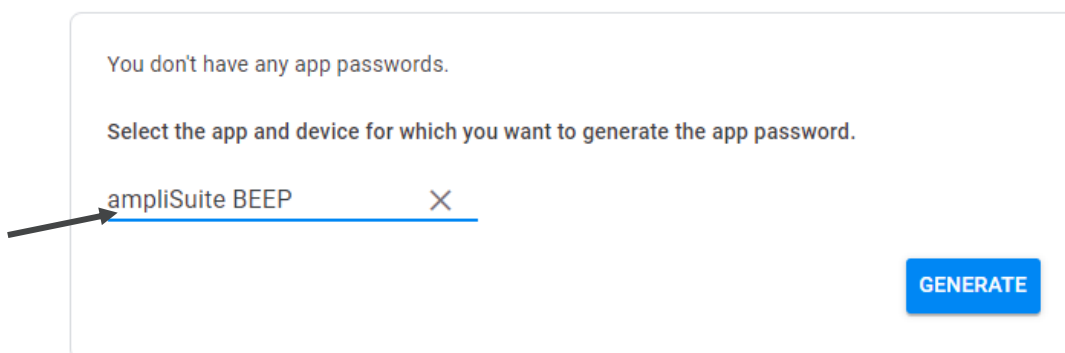 You don't have any app passwords.
Select the app and device for which you want to generate the app password.
ampliSuite BEEP
GENERATE